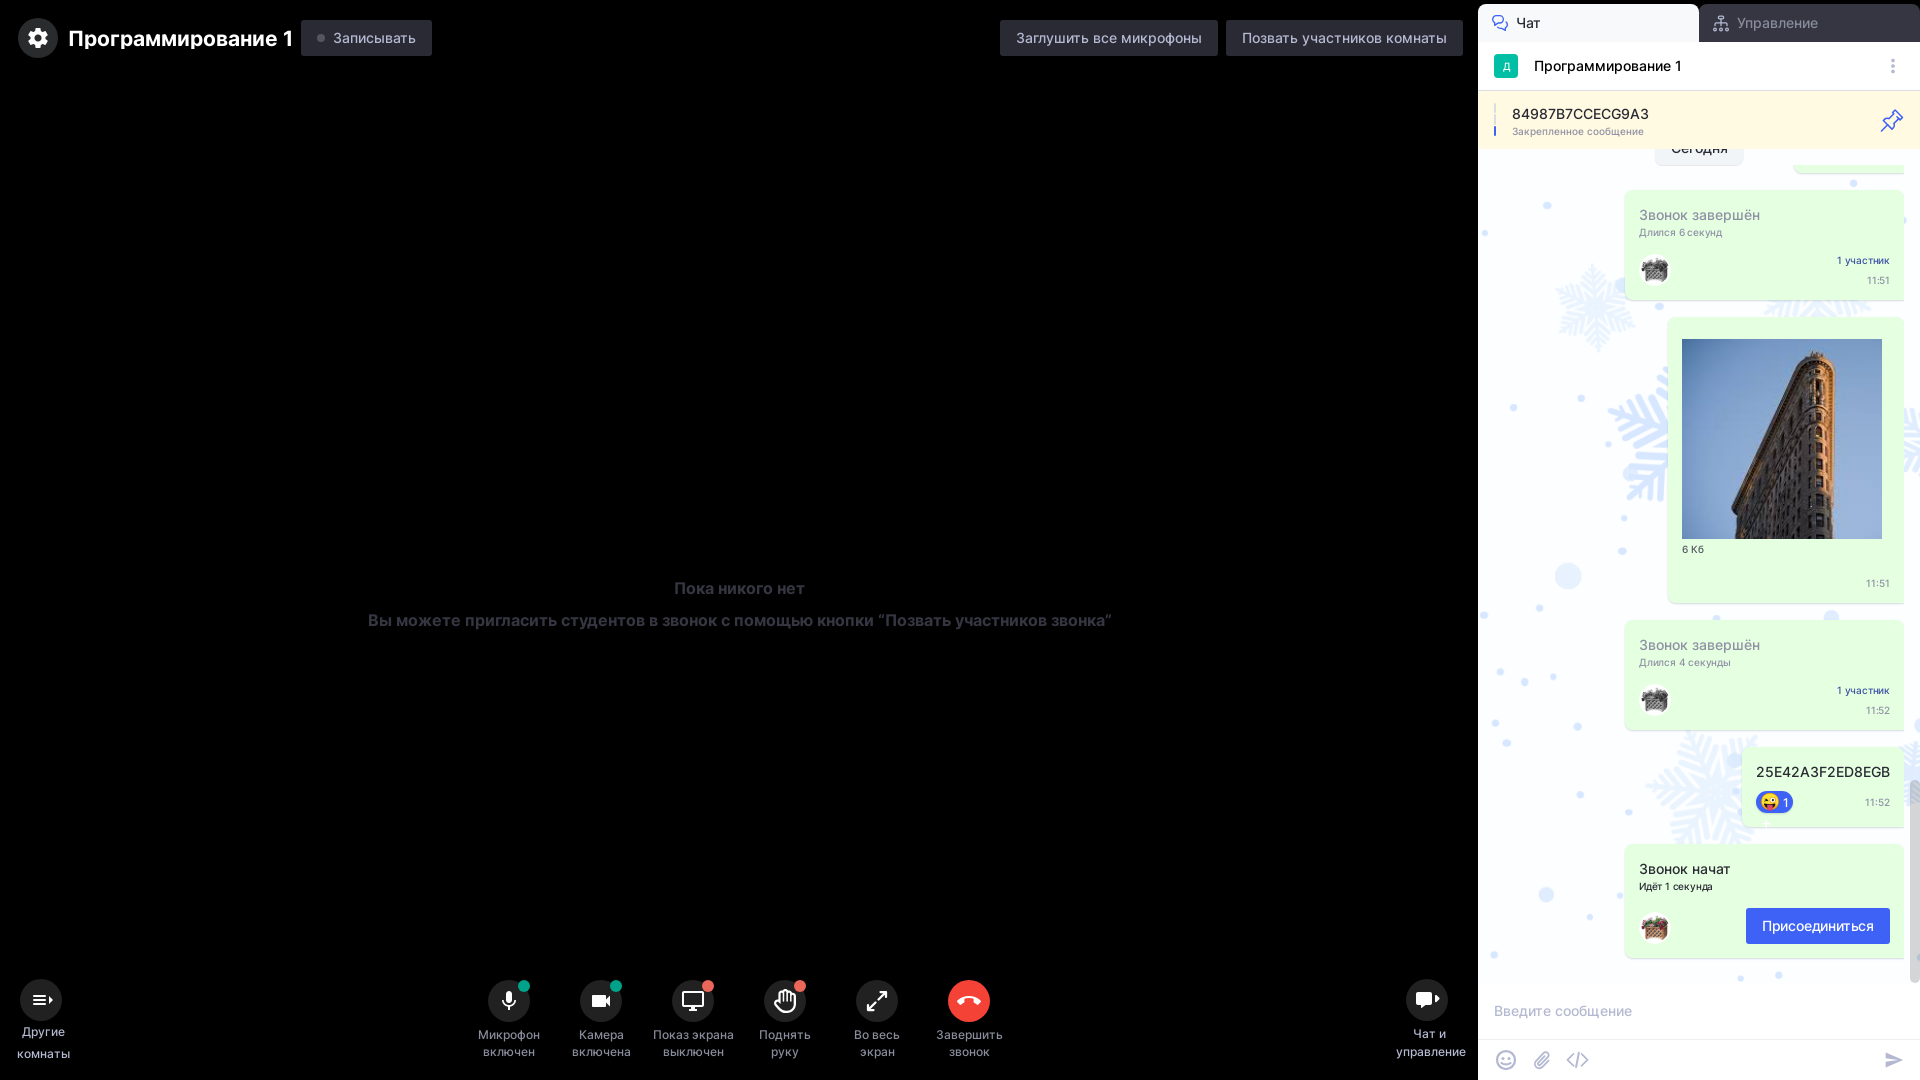 Программирование 1
Записывать
Заглушить все микрофоны
Позвать участников комнаты
Пока никого нет
Вы можете пригласить студентов в звонок с помощью кнопки “Позвать участников звонка”
Другие
комнаты
Микрофон
включен
Камера
включена
Показ экрана
выключен
Поднять
руку
Во весь
экран
Завершить
звонок
Чат и
управление
Чат
Управление
Д
Программирование 1
84987B7CCECG9A3
Закрепленное сообщение
Сегодня
Звонок завершён
Длился 6 секунд
1 участник
11:51
6 Кб
11:51
Звонок завершён
Длился 4 секунды
1 участник
11:52
25E42A3F2ED8EGB
1
11:52
Звонок начат
Идёт 1 секунда
Присоединиться
Введите сообщение